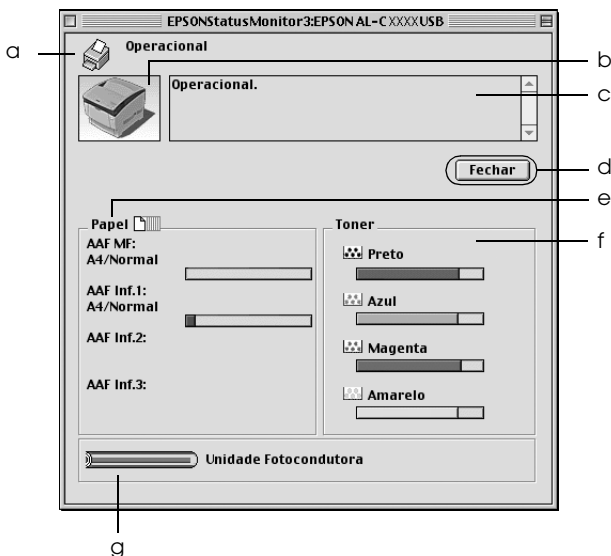 EPSONStatusMonitor3:EPSON AL-CXXXXUSB
a
Operacional
b
Operacional.
c
Fechar
d
e
Papel
Toner
f
AAF MF:
A4/Normal
Preto
AAF Inf.1:
A4/Normal
Azul
AAF Inf.2:
Magenta
AAF Inf.3:
Amarelo
Unidade Fotocondutora
g